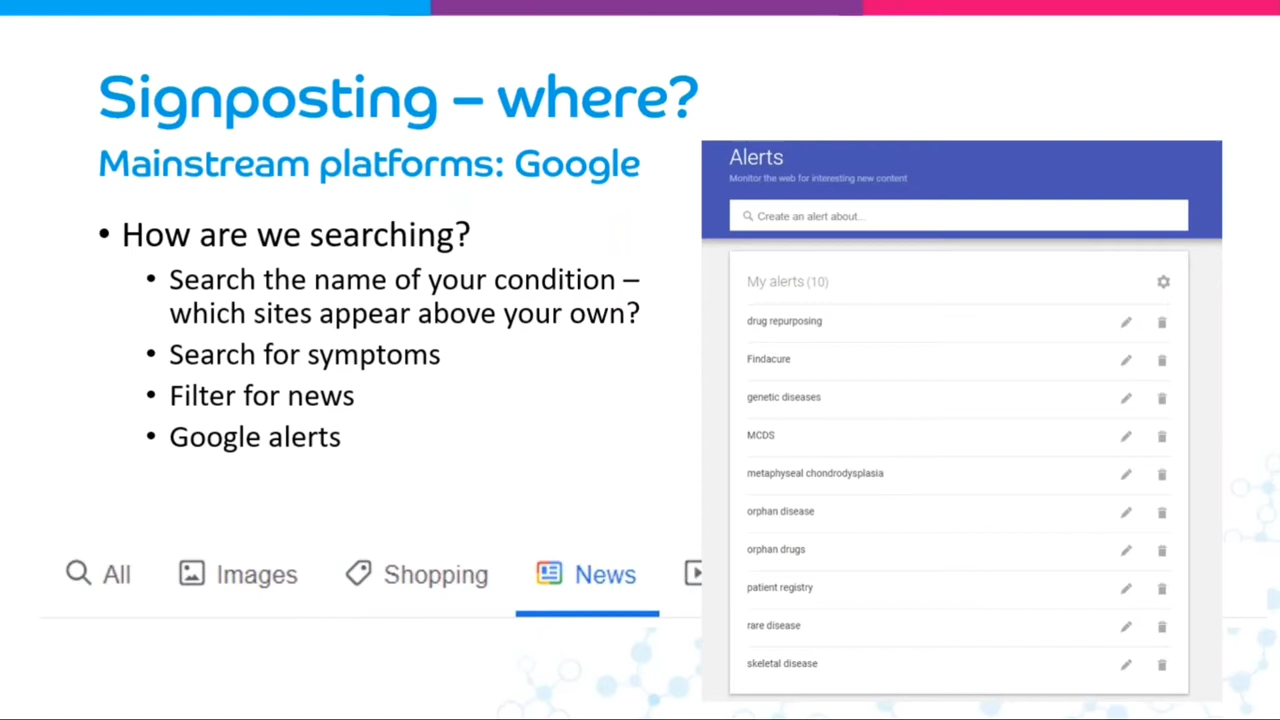 Signposting – where?
Mainstream platforms: Google
• How are we searching?
• Search the name of your condition –
which sites appear above your own?
• Search for symptoms
• Filter for news
• Google alerts
All Images Shopping News
Alerts
Monitor the web for interesting new content
Create an alert about...
My alerts (10)
drug repurposing
Findacure
genetic diseases
MCDS
metaphyseal chondrodysplasia
orphan disease
orphan drugs
patient registry
rare disease
skeletal disease